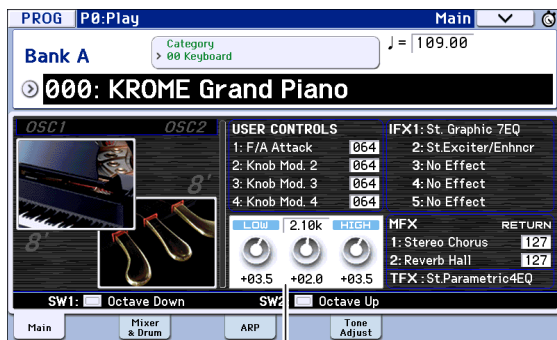 PROG P0:Play Main
Bank A
Category
00 Keyboard
♩= 109.00
000: KROME Grand Piano
OSC1 OSC2
8'
8'
USER CONTROLS
1: F/A Attack 064
2: Knob Mod. 2 064
3: Knob Mod. 3 064
4: Knob Mod. 4 064
IFX1: St. Graphic 7EQ
2: St.Exciter/Enhncr
3: No Effect
4: No Effect
5: No Effect
LOW 2.10k HIGH
+03.5 +02.0 +03.5
MFX RETURN
1: Stereo Chorus 127
2: Reverb Hall 127
TFX : St.Parametric4EQ
SW1: Octave Down SW2 Octave Up
Main
Mixer
& Drum
ARP
Tone
Adjust